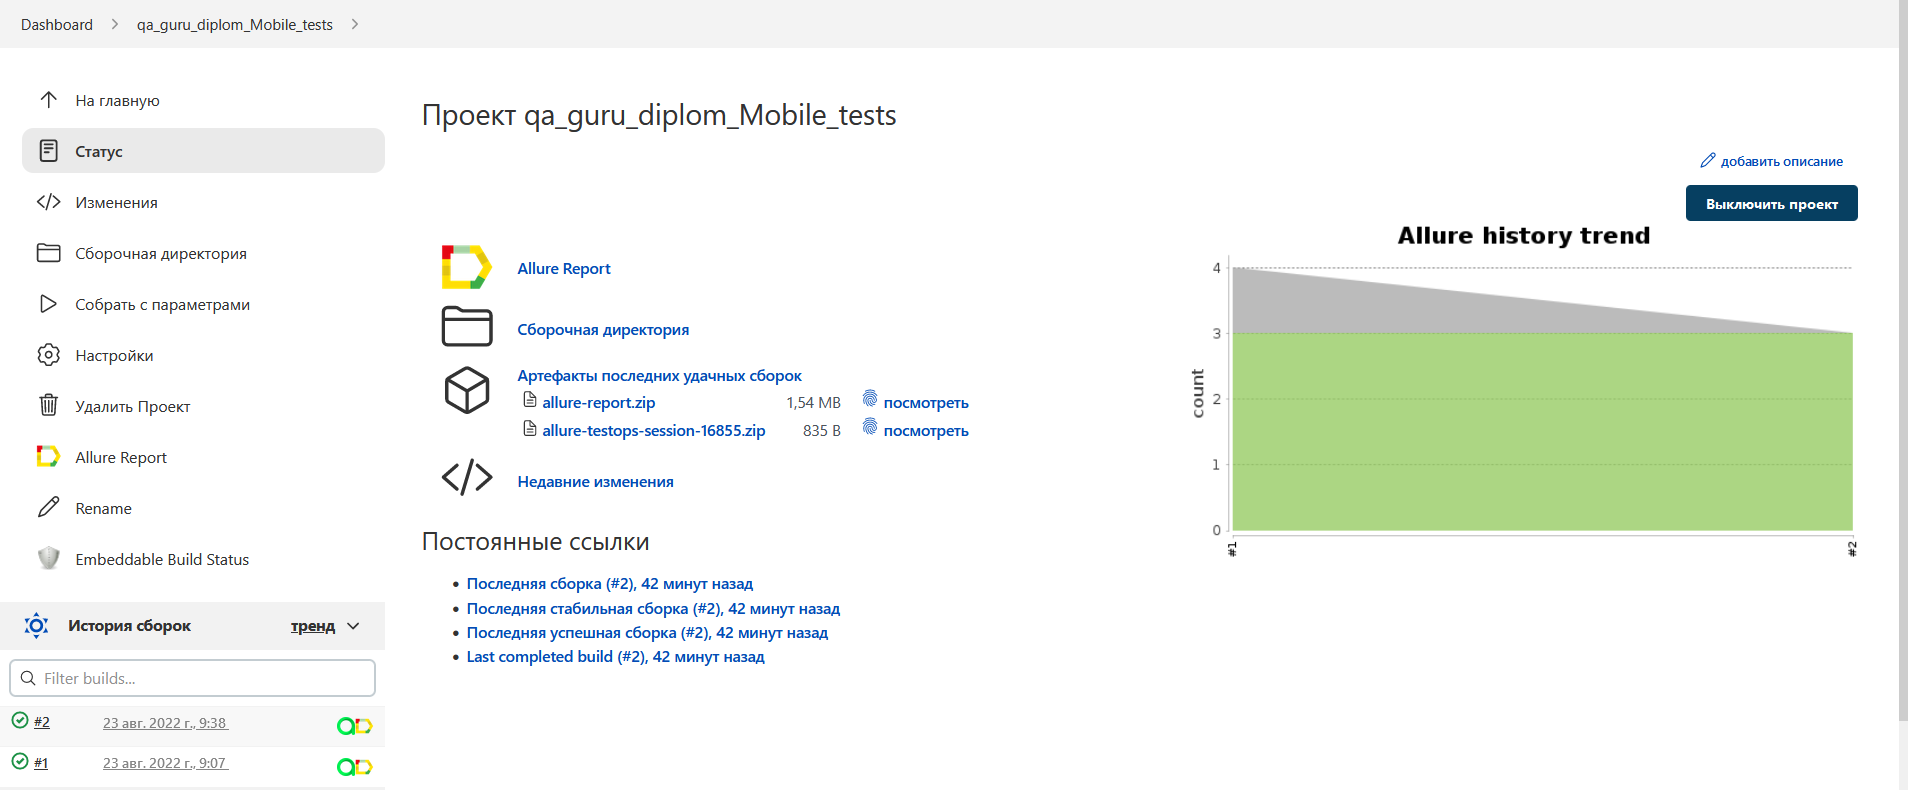 Dashboard
qa_guru_diplom_Mobile_tests
На главную
Статус
Изменения
Сборочная директория
Собрать с параметрами
Настройки
Удалить Проект
Allure Report
Rename
Embeddable Build Status
История сборок
тренд
Filter builds...
#2
23 авг. 2022 г., 9:38
#1
23 авг. 2022 г., 9:07
Проект qa_guru_diplom_Mobile_tests
добавить описание
Выключить проект
Allure Report
Сборочная директория
Артефакты последних удачных сборок
allure-report.zip 1,54 MB посмотреть
allure-testops-session-16855.zip 835 B посмотреть
Недавние изменения
Постоянные ссылки
Последняя сборка (#2), 42 минут назад
Последняя стабильная сборка (#2), 42 минут назад
Последняя успешная сборка (#2), 42 минут назад
Last completed build (#2), 42 минут назад
Allure history trend
count
4
3
2
1
0
#1
#2